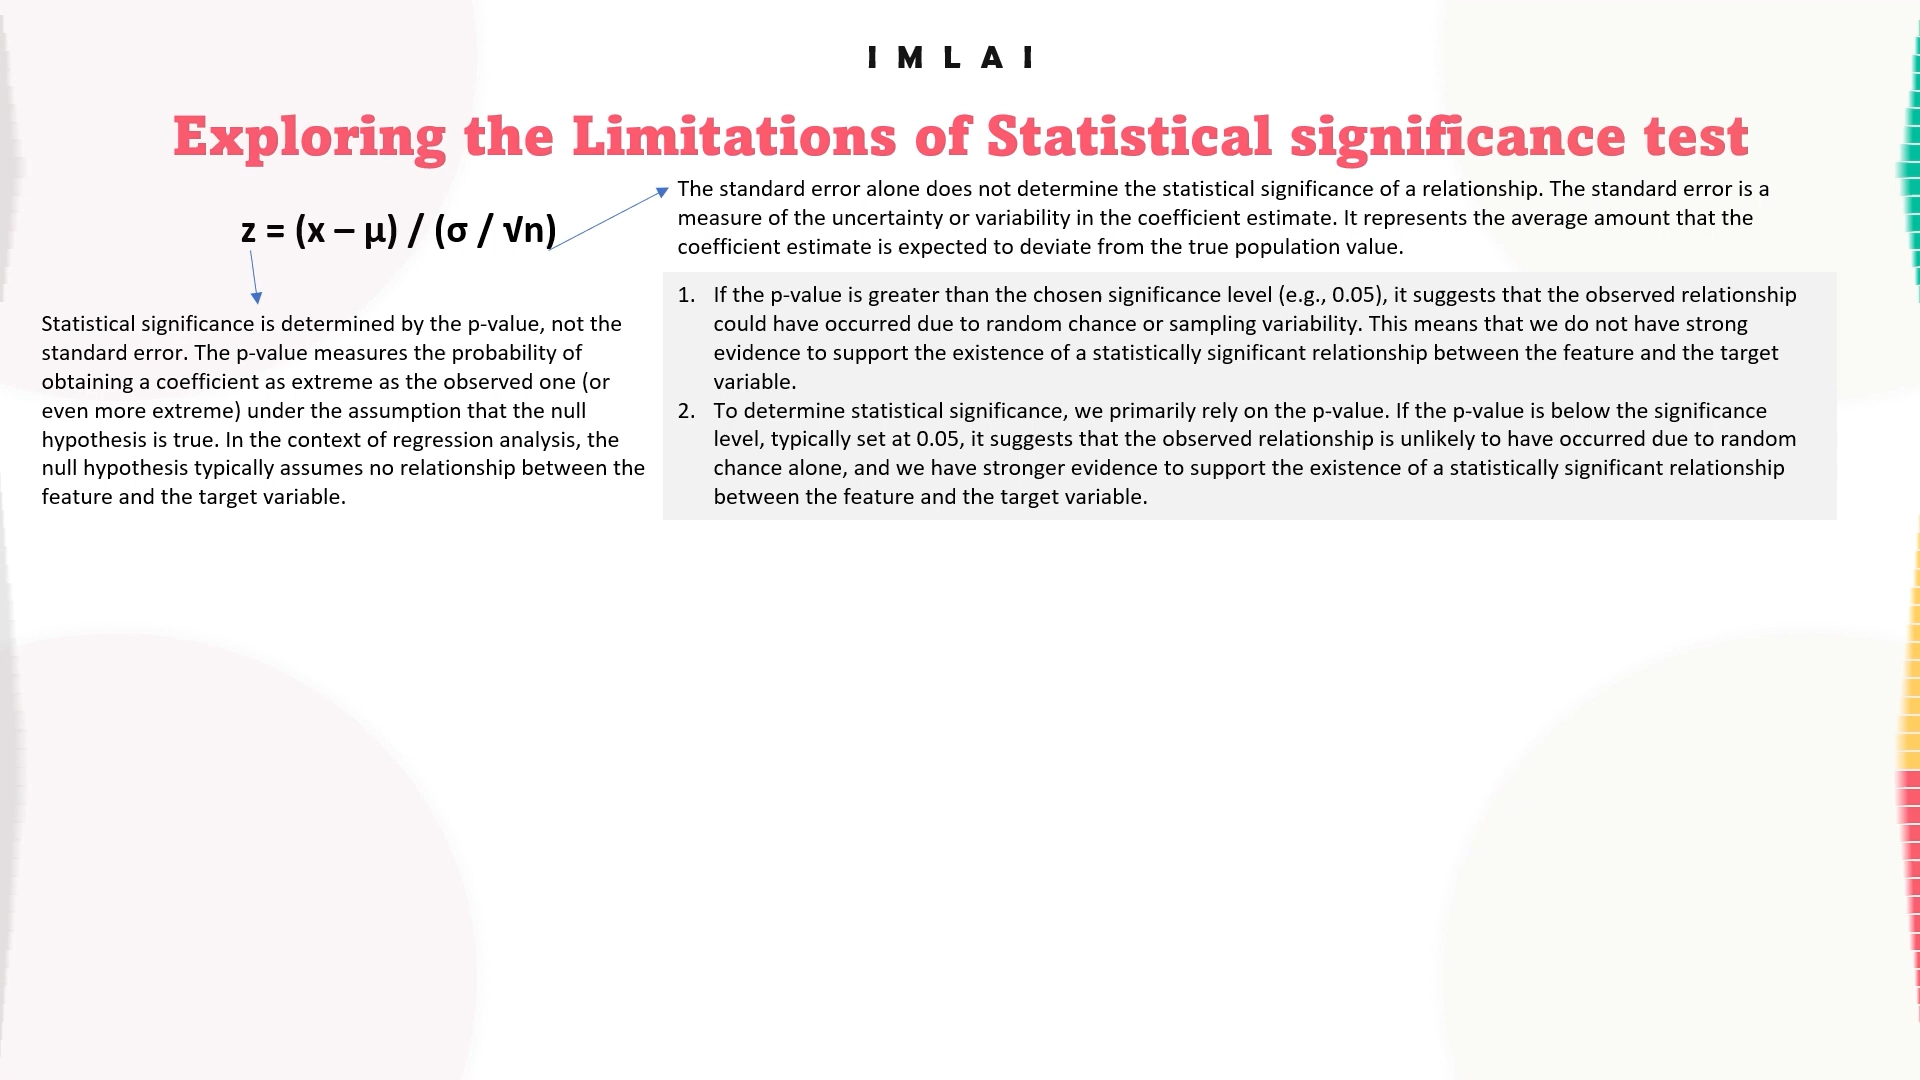 IMLAI
Exploring the Limitations of Statistical significance test
z = (x – μ) / (σ / √n)
The standard error alone does not determine the statistical significance of a relationship. The standard error is a
measure of the uncertainty or variability in the coefficient estimate. It represents the average amount that the
coefficient estimate is expected to deviate from the true population value.
Statistical significance is determined by the p-value, not the
standard error. The p-value measures the probability of
obtaining a coefficient as extreme as the observed one (or
even more extreme) under the assumption that the null
hypothesis is true. In the context of regression analysis, the
null hypothesis typically assumes no relationship between the
feature and the target variable.
1. If the p-value is greater than the chosen significance level (e.g., 0.05), it suggests that the observed relationship
could have occurred due to random chance or sampling variability. This means that we do not have strong
evidence to support the existence of a statistically significant relationship between the feature and the target
variable.
2. To determine statistical significance, we primarily rely on the p-value. If the p-value is below the significance
level, typically set at 0.05, it suggests that the observed relationship is unlikely to have occurred due to random
chance alone, and we have stronger evidence to support the existence of a statistically significant relationship
between the feature and the target variable.